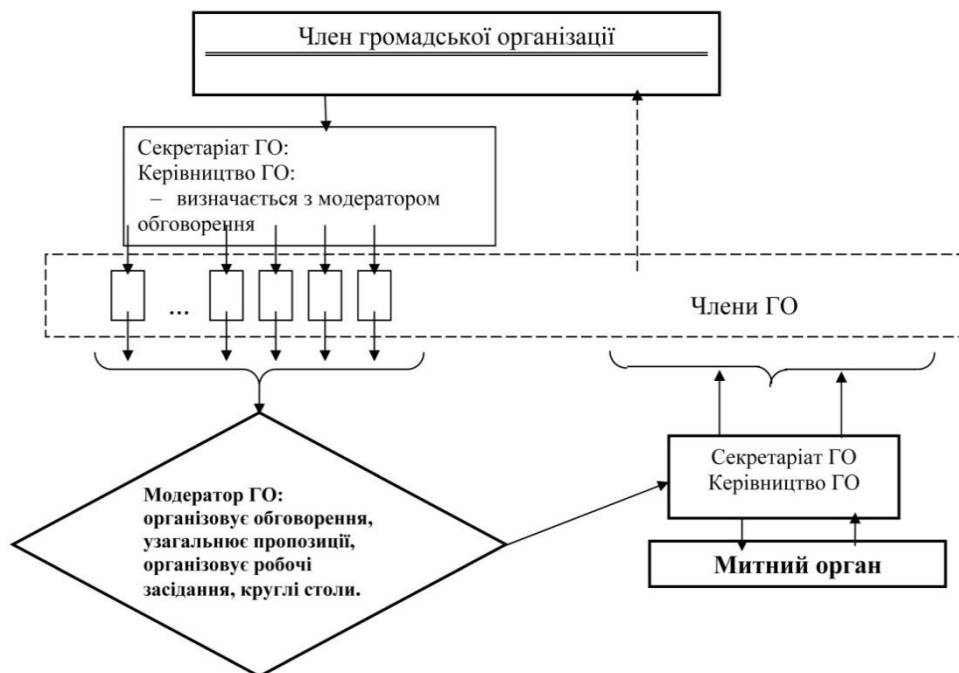 Член громадської організації
Секретаріат ГО:
Керівництво ГО:
– визначається з модератором
обговорення
...
Члени ГО
Секретаріат ГО
Керівництво ГО
Митний орган
Модератор ГО:
організовує обговорення,
узагальнює пропозиції,
організовує робочі
засідання, круглі столи.